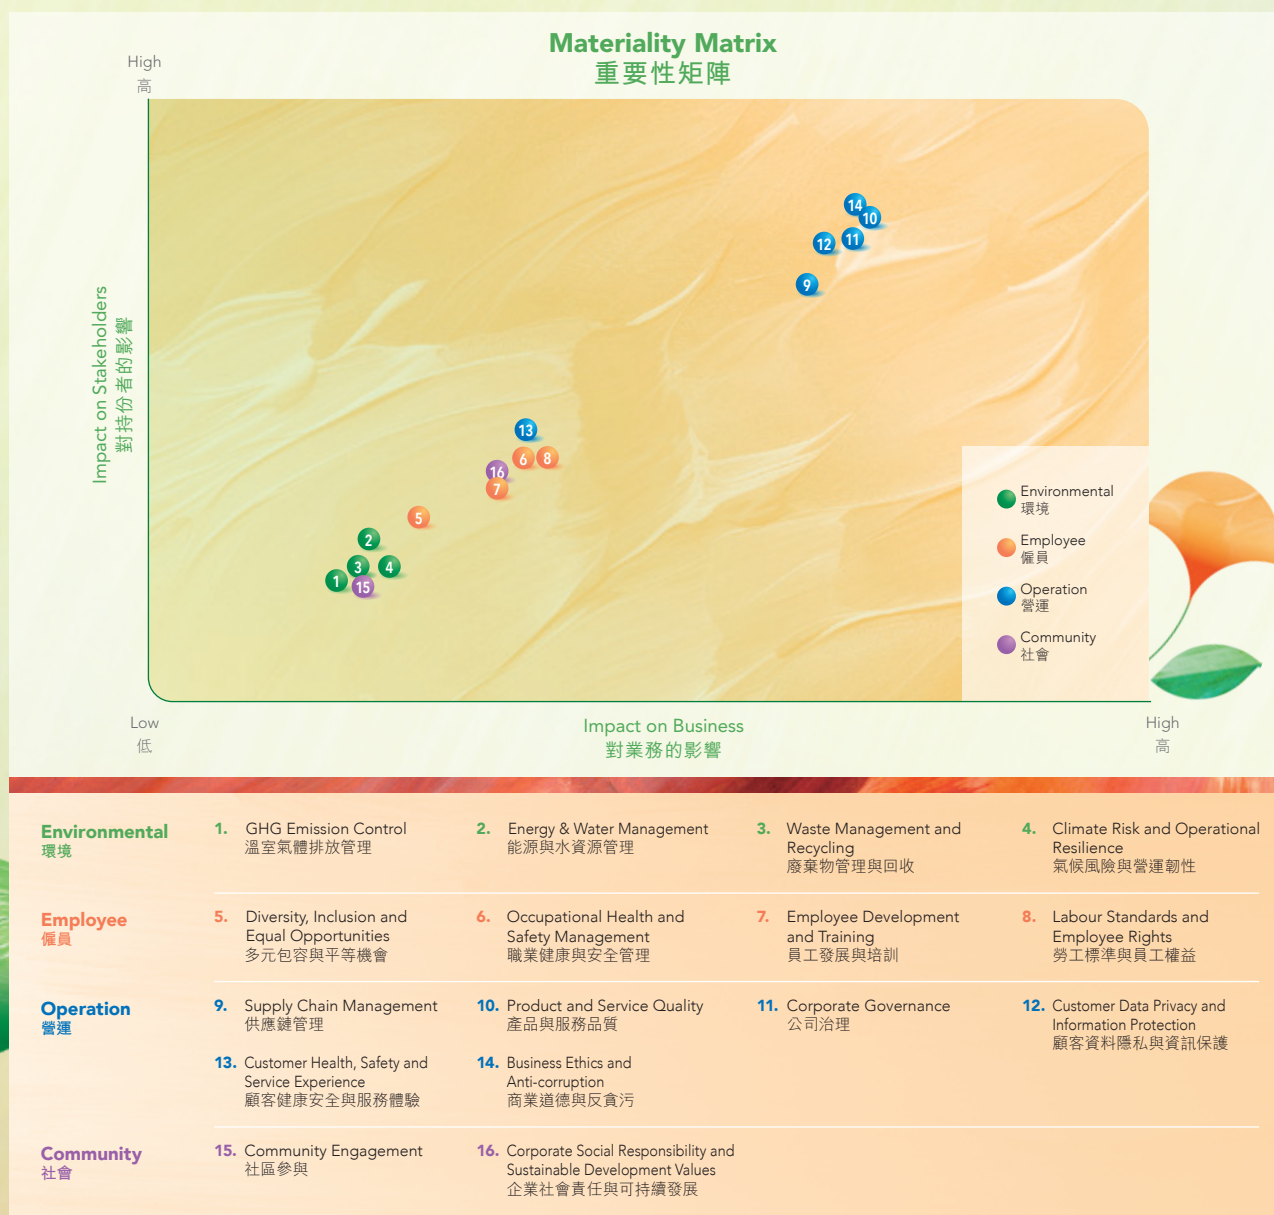 Materiality Matrix
重要性矩陣
High
高
Impact on Stakeholders
對持份者的影響
14
10
12
11
9
13
6
8
16
7
5
2
3
4
1
15
Environmental
環境
Employee
僱員
Operation
營運
Community
社會
Low
低
Impact on Business
對業務的影響
High
高
Environmental
環境
1. GHG Emission Control
溫室氣體排放管理
2. Energy & Water Management
能源與水資源管理
3. Waste Management and
Recycling
廢棄物管理與回收
4. Climate Risk and Operational
Resilience
氣候風險與營運韌性
Employee
僱員
5. Diversity, Inclusion and
Equal Opportunities
多元包容與平等機會
6. Occupational Health and
Safety Management
職業健康與安全管理
7. Employee Development
and Training
員工發展與培訓
8. Labour Standards and
Employee Rights
勞工標準與員工權益
Operation
營運
9. Supply Chain Management
供應鏈管理
10. Product and Service Quality
產品與服務品質
11. Corporate Governance
公司治理
12. Customer Data Privacy and
Information Protection
顧客資料隱私與資訊保護
13. Customer Health, Safety and
Service Experience
顧客健康安全與服務體驗
14. Business Ethics and
Anti-corruption
商業道德與反貪污
Community
社會
15. Community Engagement
社區參與
16. Corporate Social Responsibility and
Sustainable Development Values
企業社會責任與可持續發展